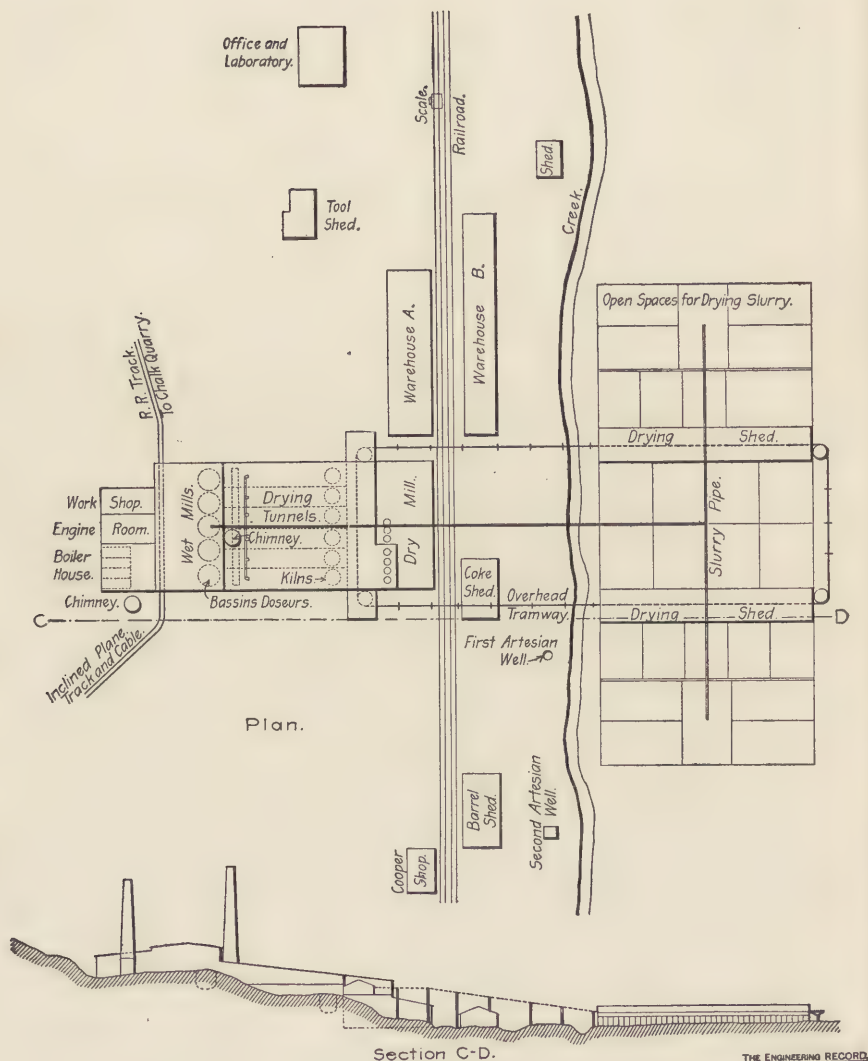 Office and
Laboratory.
Scale.
Railroad.
Shed.
Creek.
Tool
Shed.
R.R. Track.
To Chalk Quarry.
Warehouse A.
Warehouse B.
Open Spaces for Drying Slurry.
Drying Shed.
Work Shop.
Engine Room.
Boiler
House.
Chimney.
Wet Mills.
Drying
Tunnels.
Chimney.
Kilns
Bassins Doseurs.
Dry Mill.
Coke
Shed.
Overhead
Tramway.
Slurry Pipe.
Drying Shed.
C
D
Inclined Plane,
Track and Cable.
First Artesian
Well.
Plan.
Barrel
Shed.
Second Artesian
Well.
Cooper
Shop.
Section C-D.
THE ENGINEERING RECORD.